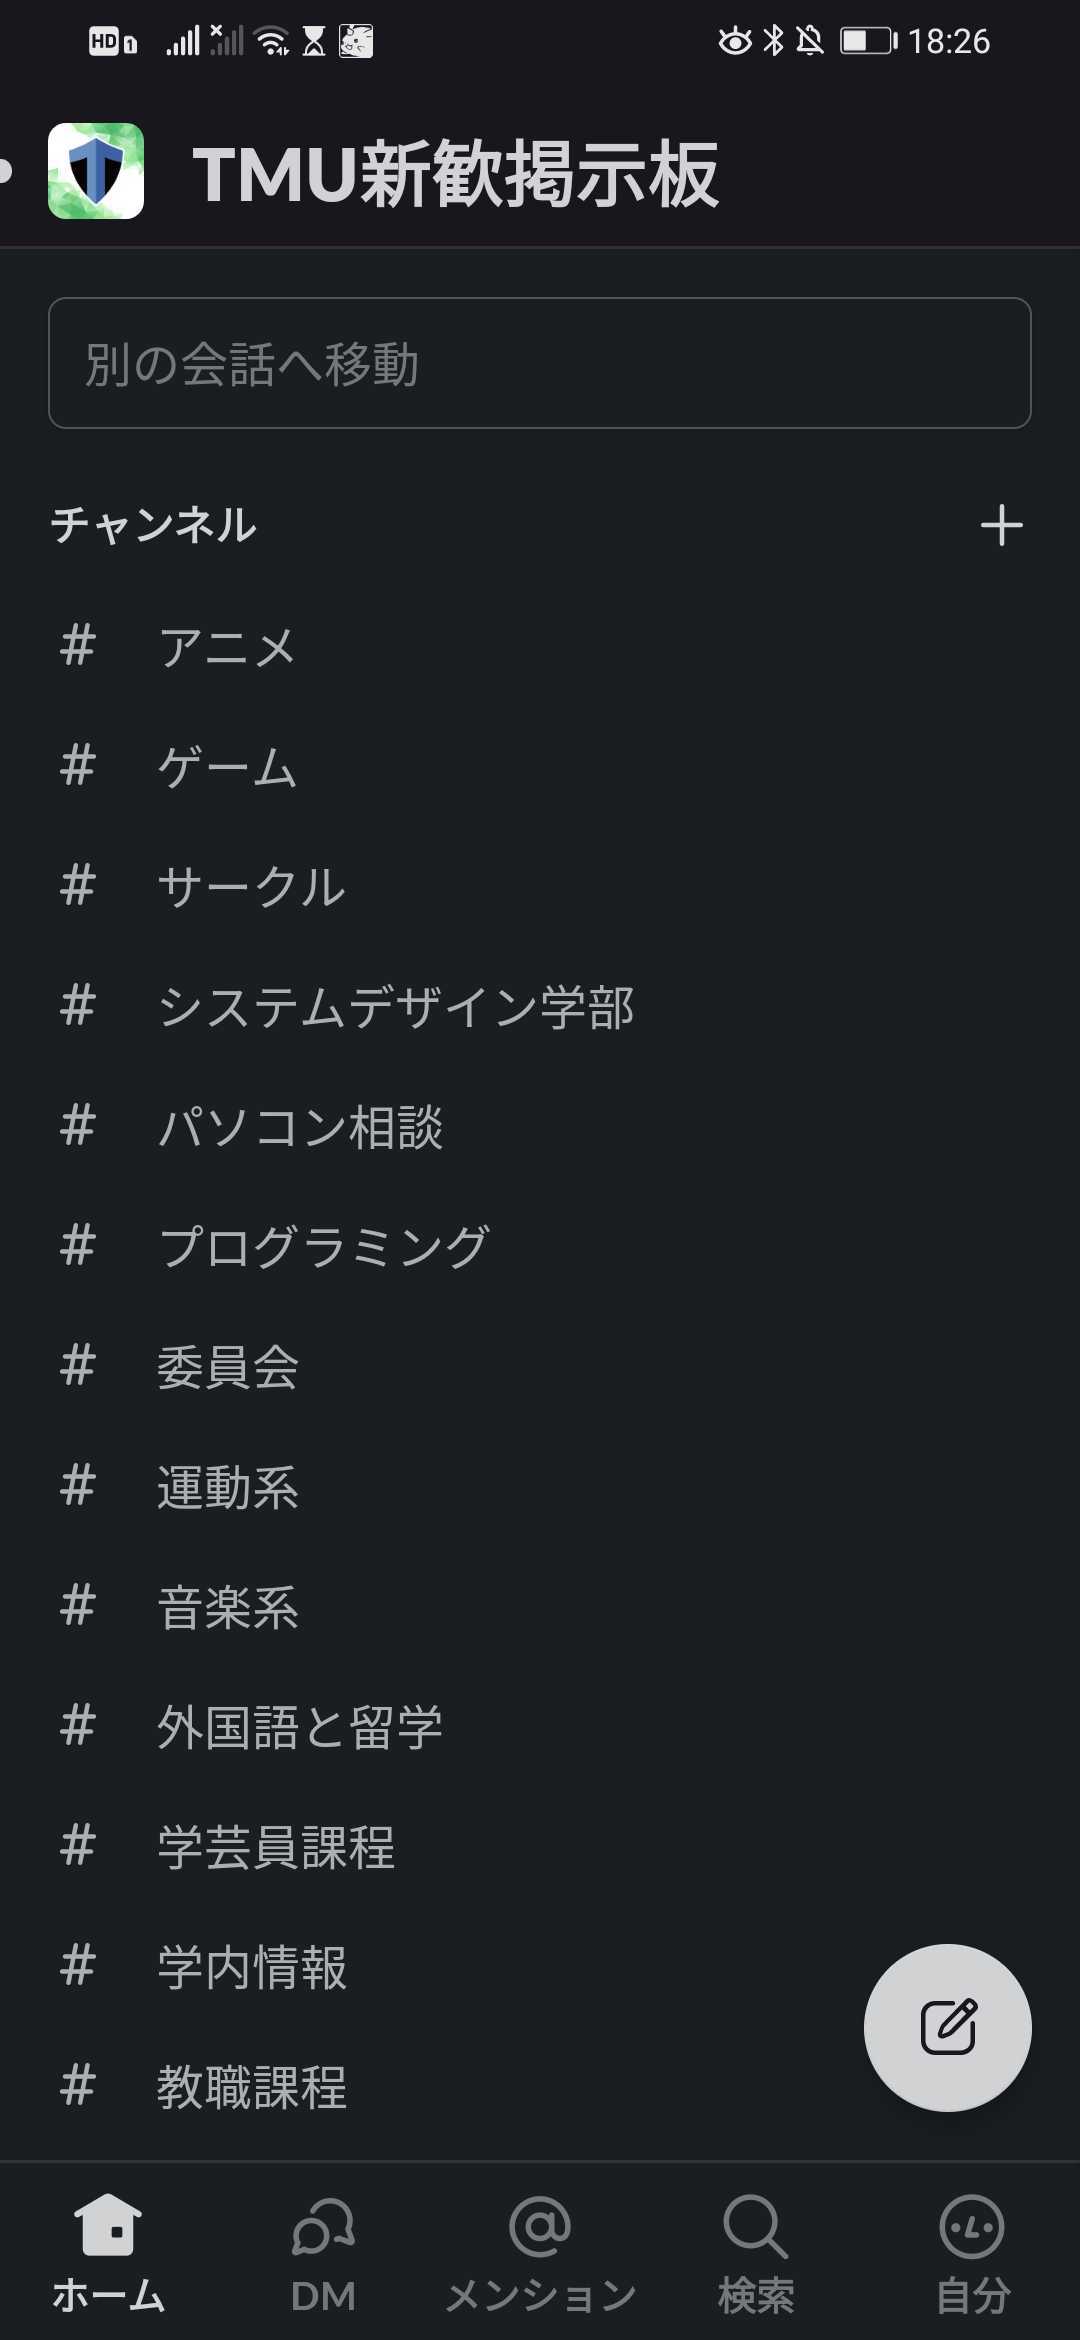 HD 1
18:26
TMU新歓掲示板
別の会話へ移動
チャンネル
# アニメ
# ゲーム
# サークル
# システムデザイン学部
# パソコン相談
# プログラミング
# 委員会
# 運動系
# 音楽系
# 外国語と留学
# 学芸員課程
# 学内情報
# 教職課程
ホーム DM メンション 検索 自分